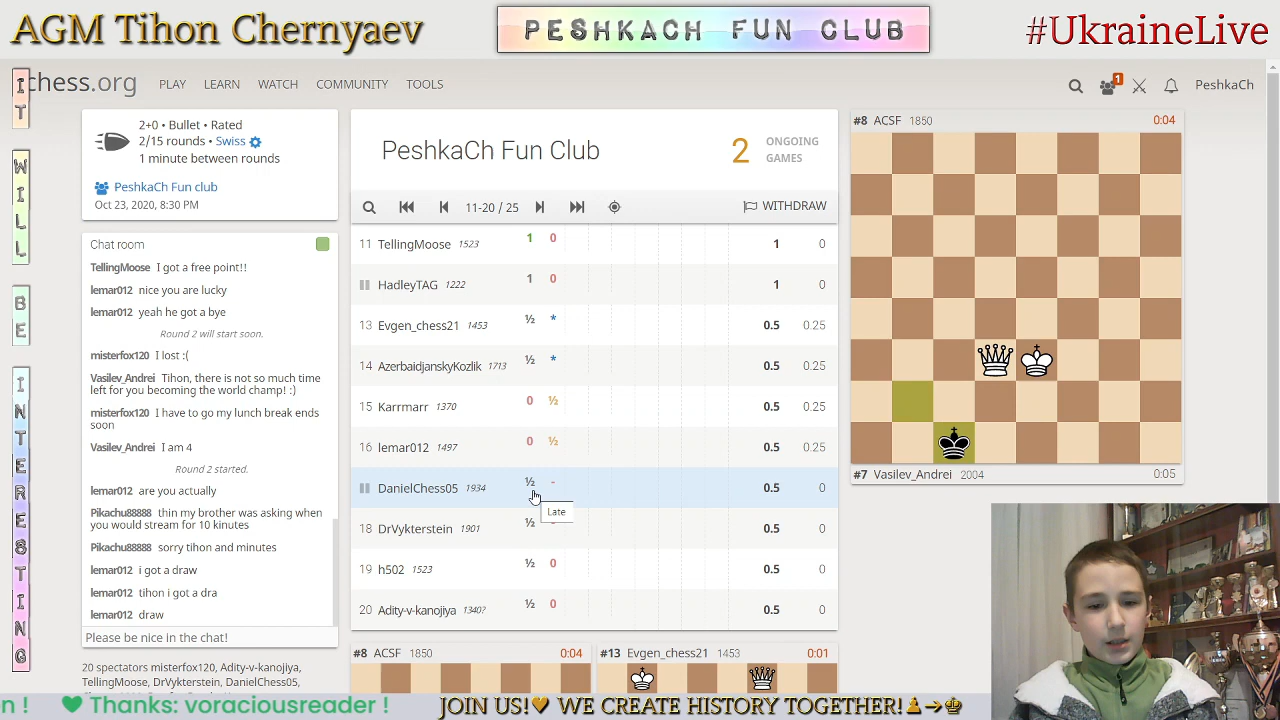 AGM Tihon Chernyaev
PESHKACH FUN CLUB
#UkraineLive
IT WILL BE INTERESTING
chess.org
PLAY LEARN WATCH COMMUNITY TOOLS
1
PeshkaCh
2+0 • Bullet • Rated
2/15 rounds • Swiss
1 minute between rounds
PeshkaCh Fun club
Oct 23, 2020, 8:30 PM
Chat room
TellingMoose I got a free point!!
lemar012 nice you are lucky
lemar012 yeah he got a bye
Round 2 will start soon.
misterfox120 I lost :(
Vasilev_Andrei Tihon, there is not so much time
left for you becoming the world champ! :)
misterfox120 I have to go my lunch break ends
soon
Vasilev_Andrei I am 4
Round 2 started.
lemar012 are you actually
Pikachu88888 thin my brother was asking when
you would stream for 10 kinutes
Pikachu88888 sorry tihon and minutes
lemar012 i got a draw
lemar012 tihon i got a dra
lemar012 draw
Please be nice in the chat!
20 spectators misterfox120, Adity-v-kanojiya,
TellingMoose, DrVykterstein, DanielChess05,
PeshkaCh Fun Club
2 ONGOING
GAMES
11-20 / 25
WITHDRAW
11 TellingMoose 1523 1 0 1 0
HadleyTAG 1222 1 0 1 0
13 Evgen_chess21 1453 ½ * 0.5 0.25
14 AzerbaidjanskyKozlik 1713 ½ * 0.5 0.25
15 Karrmarr 1370 0 ½ 0.5 0.25
16 lemar012 1497 0 ½ 0.5 0.25
DanielChess05 1934 ½ - 0.5 0
Late
18 DrVykterstein 1901 ½ 0.5 0
19 h502 1523 ½ 0 0.5 0
20 Adity-v-kanojiya 1340? ½ 0 0.5 0
#8 ACSF 1850 0:04
#7 Vasilev_Andrei 2004 0:05
#8 ACSF 1850 0:04
#13 Evgen_chess21 1453 0:01
n ! Thanks: voraciousreader !
JOIN US! WE CREATE HISTORY TOGETHER!